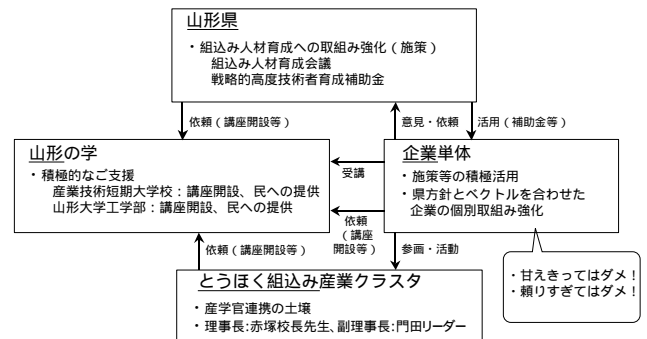 山形県
・組込み人材育成への取組み強化(施策)
組込み人材育成会議
戦略的高度技術者育成補助金
依頼(講座開設等)
意見・依頼
活用(補助金等)
山形の学
・積極的なご支援
産業技術短期大学校:講座開設、民への提供
山形大学工学部:講座開設、民への提供
受講
依頼
(講座
開設等)
企業単体
・施策等の積極活用
・県方針とベクトルを合わせた
企業の個別取組み強化
依頼(講座開設等)
参画・活動
・甘えきってはダメ!
・頼りすぎてはダメ!
とうほく組込み産業クラスタ
・産学官連携の土壌
・理事長:赤塚校長先生、副理事長:門田リーダー